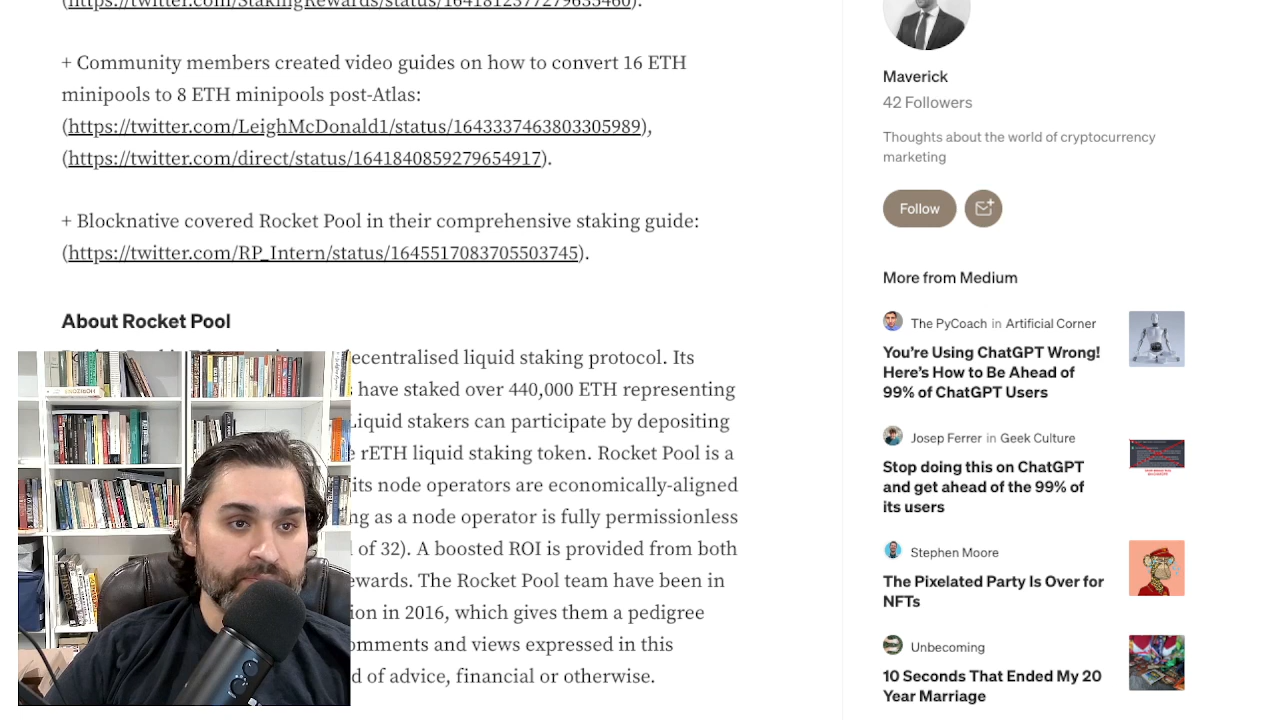 (https://twitter.com/StakingRewards/status/1641812377279635460).
+ Community members created video guides on how to convert 16 ETH
minipools to 8 ETH minipools post-Atlas:
(https://twitter.com/LeighMcDonald1/status/1643337463803305989),
(https://twitter.com/direct/status/1641840859279654917).
+ Blocknative covered Rocket Pool in their comprehensive staking guide:
(https://twitter.com/RP_Intern/status/1645517083705503745).
About Rocket Pool
ecentralised liquid staking protocol. Its
have staked over 440,000 ETH representing
Liquid stakers can participate by depositing
rETH liquid staking token. Rocket Pool is a
its node operators are economically-aligned
ng as a node operator is fully permissionless
of 32). A boosted ROI is provided from both
ewards. The Rocket Pool team have been in
ion in 2016, which gives them a pedigree
omments and views expressed in this
d of advice, financial or otherwise.
Maverick
42 Followers
Thoughts about the world of cryptocurrency
marketing
Follow
More from Medium
The PyCoach in Artificial Corner
You're Using ChatGPT Wrong!
Here's How to Be Ahead of
99% of ChatGPT Users
Josep Ferrer in Geek Culture
Stop doing this on ChatGPT
and get ahead of the 99% of
its users
Stephen Moore
The Pixelated Party Is Over for
NFTs
Unbecoming
10 Seconds That Ended My 20
Year Marriage